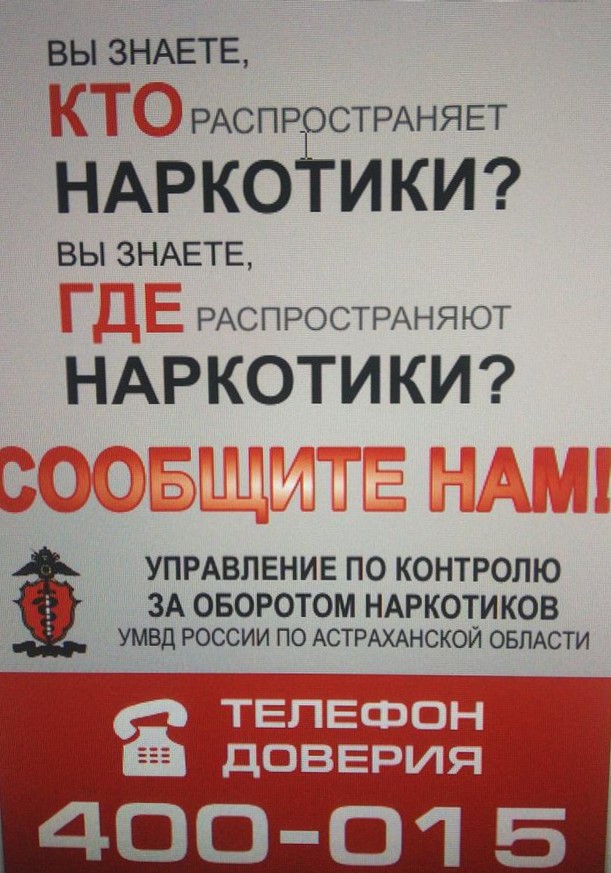 ВЫ ЗНАЕТЕ,
КТО РАСПРОСТРАНЯЕТ
НАРКОТИКИ?
ВЫ ЗНАЕТЕ,
ГДЕ РАСПРОСТРАНЯЮТ
НАРКОТИКИ?
СООБЩИТЕ НАМ!
УПРАВЛЕНИЕ ПО КОНТРОЛЮ
ЗА ОБОРОТОМ НАРКОТИКОВ
УМВД РОССИИ ПО АСТРАХАНСКОЙ ОБЛАСТИ
ТЕЛЕФОН
ДОВЕРИЯ
400-015